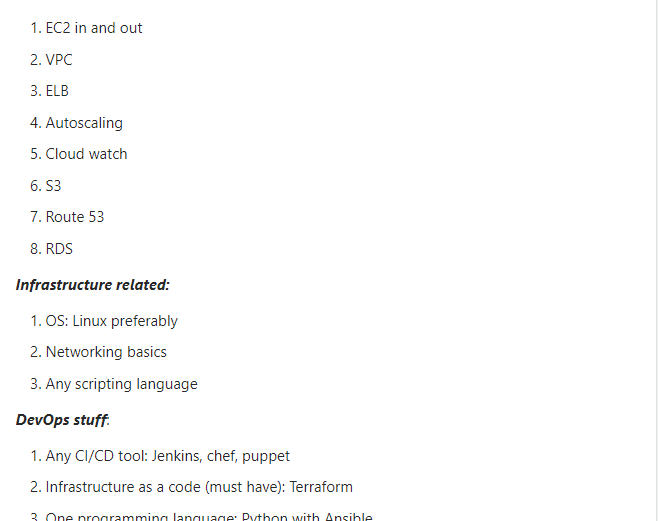 1. EC2 in and out
2. VPC
3. ELB
4. Autoscaling
5. Cloud watch
6. S3
7. Route 53
8. RDS
Infrastructure related:
1. OS: Linux preferably
2. Networking basics
3. Any scripting language
DevOps stuff:
1. Any CI/CD tool: Jenkins, chef, puppet
2. Infrastructure as a code (must have): Terraform
3. One programming language: Python with Ansible